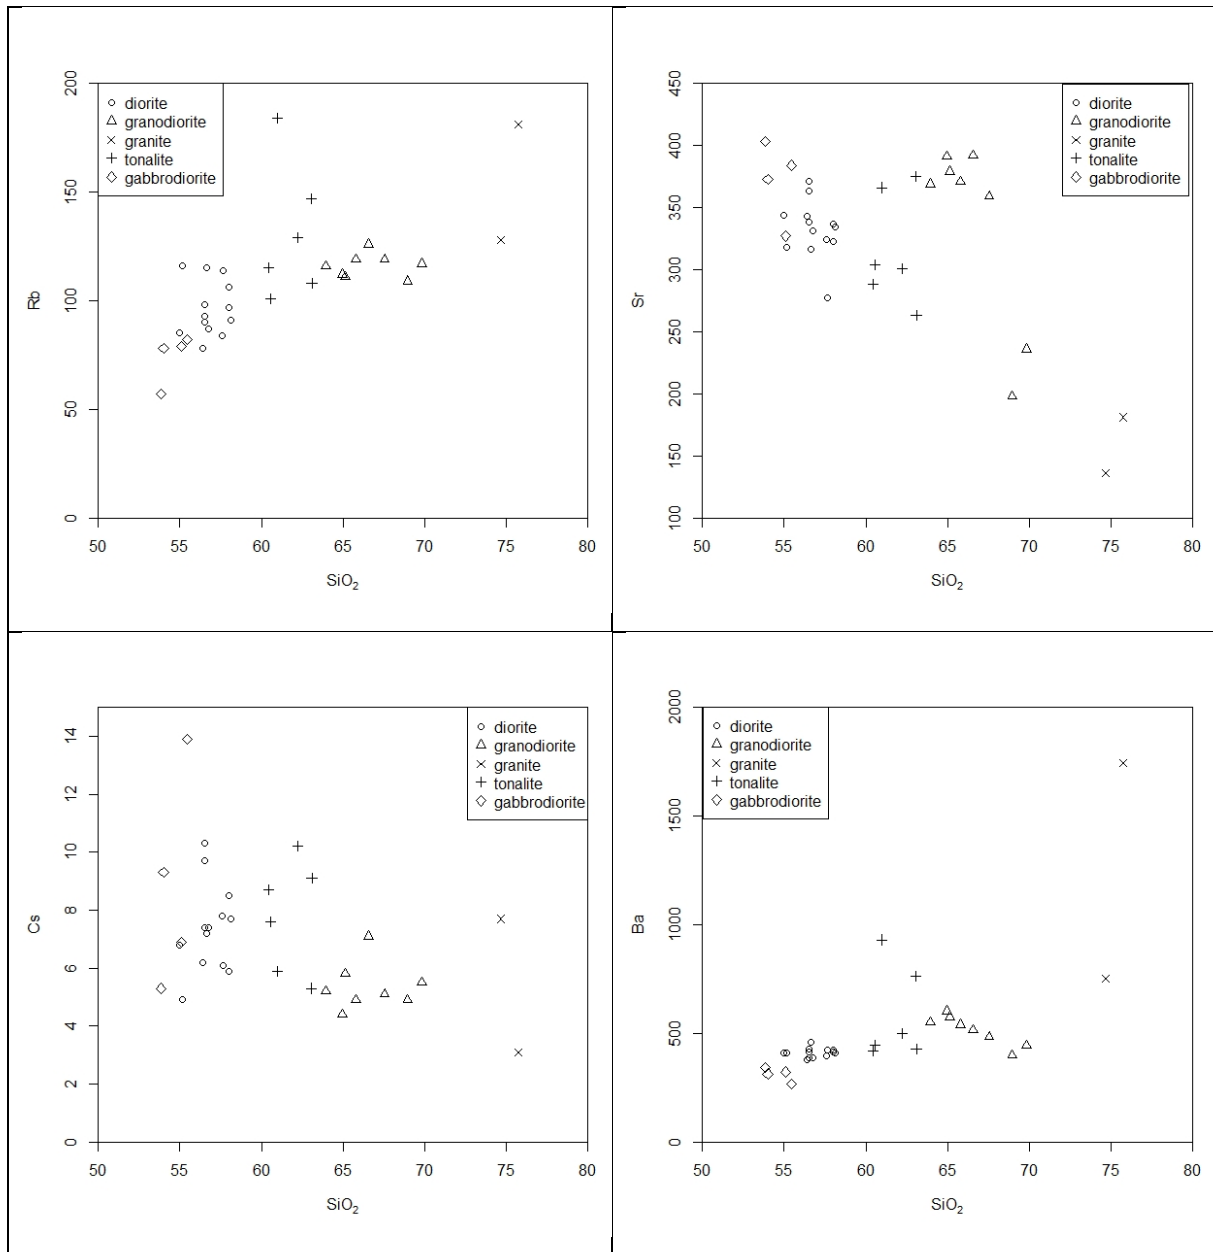 Rb
200
150
100
50
0
diorite
granodiorite
granite
tonalite
gabbrodiorite
50 55 60 65 70 75 80
SiO₂
Sr
450
400
350
300
250
200
150
100
diorite
granodiorite
granite
tonalite
gabbrodiorite
50 55 60 65 70 75 80
SiO₂
Cs
14
12
10
8
6
4
2
0
diorite
granodiorite
granite
tonalite
gabbrodiorite
50 55 60 65 70 75 80
SiO₂
Ba
2000
1500
1000
500
0
diorite
granodiorite
granite
tonalite
gabbrodiorite
50 55 60 65 70 75 80
SiO₂